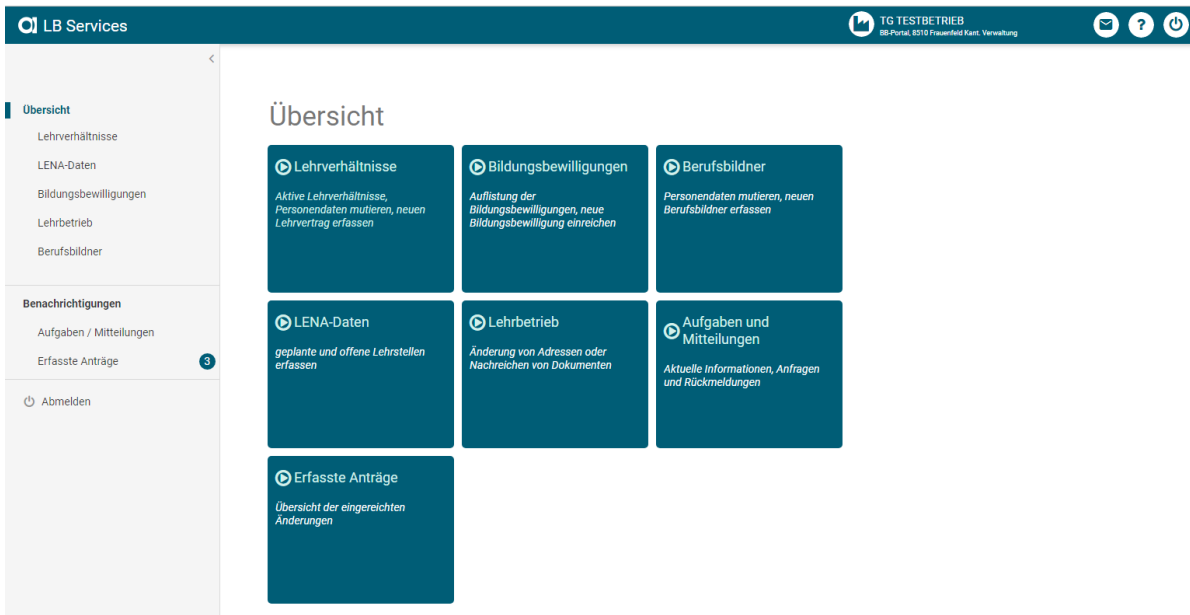 LB Services
TG TESTBETRIEB
BB-Portal, 8510 Frauenfeld Kant. Verwaltung
?
<
Übersicht
Lehrverhältnisse
LENA-Daten
Bildungsbewilligungen
Lehrbetrieb
Berufsbildner
Benachrichtigungen
Aufgaben / Mitteilungen
Erfasste Anträge 3
Abmelden
Übersicht
Lehrverhältnisse
Aktive Lehrverhältnisse,
Personendaten mutieren, neuen
Lehrvertrag erfassen
Bildungsbewilligungen
Auflistung der
Bildungsbewilligungen, neue
Bildungsbewilligung einreichen
Berufsbildner
Personendaten mutieren, neuen
Berufsbildner erfassen
LENA-Daten
geplante und offene Lehrstellen
erfassen
Lehrbetrieb
Änderung von Adressen oder
Nachreichen von Dokumenten
Aufgaben und
Mitteilungen
Aktuelle Informationen, Anfragen
und Rückmeldungen
Erfasste Anträge
Übersicht der eingereichten
Änderungen